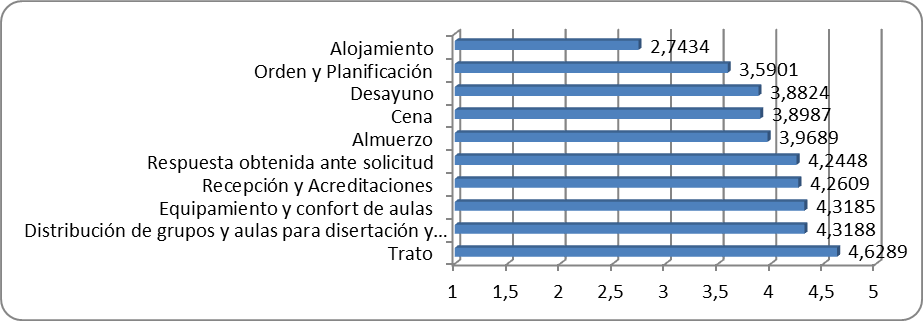 Alojamiento 2,7434
Orden y Planificación 3,5901
Desayuno 3,8824
Cena 3,8987
Almuerzo 3,9689
Respuesta obtenida ante solicitud 4,2448
Recepción y Acreditaciones 4,2609
Equipamiento y confort de aulas 4,3185
Distribución de grupos y aulas para disertación y... 4,3188
Trato 4,6289
1 1,5 2 2,5 3 3,5 4 4,5 5